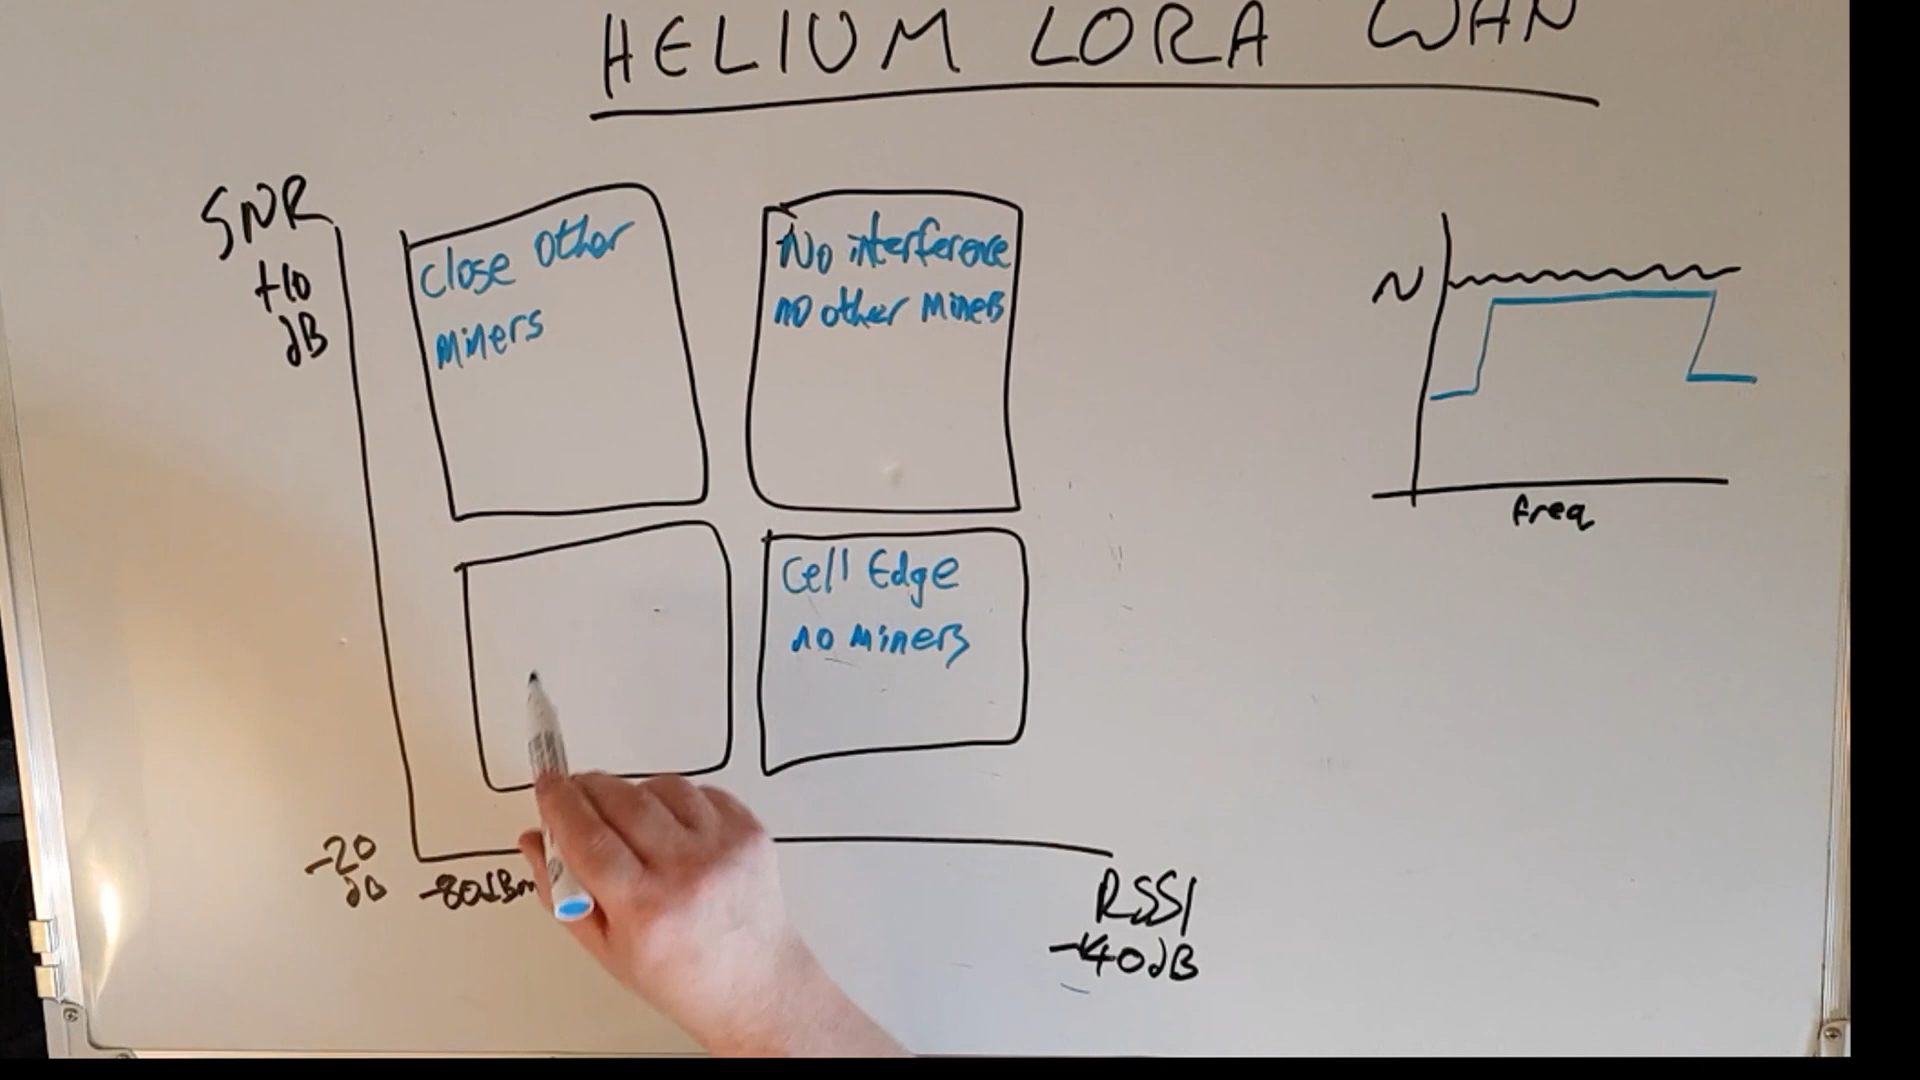 HELIUM LORA WAN
SNR
+10
dB
Close Other
miners
No interference
no other miners
N
freq
Cell Edge
no miners
-20
dB
-80dBm
RSSI
-140dB